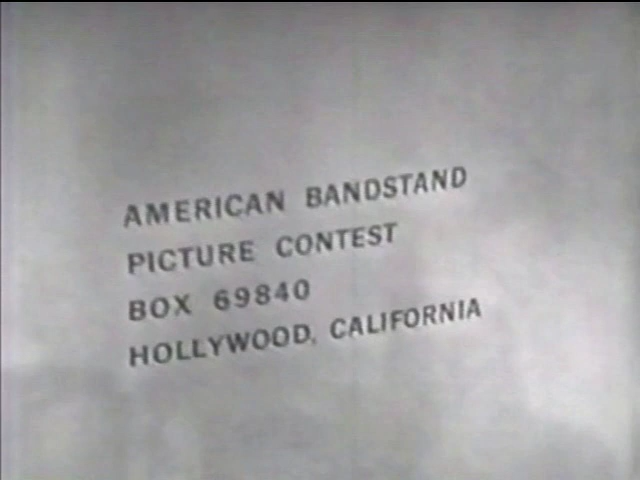 AMERICAN BANDSTAND
PICTURE CONTEST
BOX 69840
HOLLYWOOD, CALIFORNIA